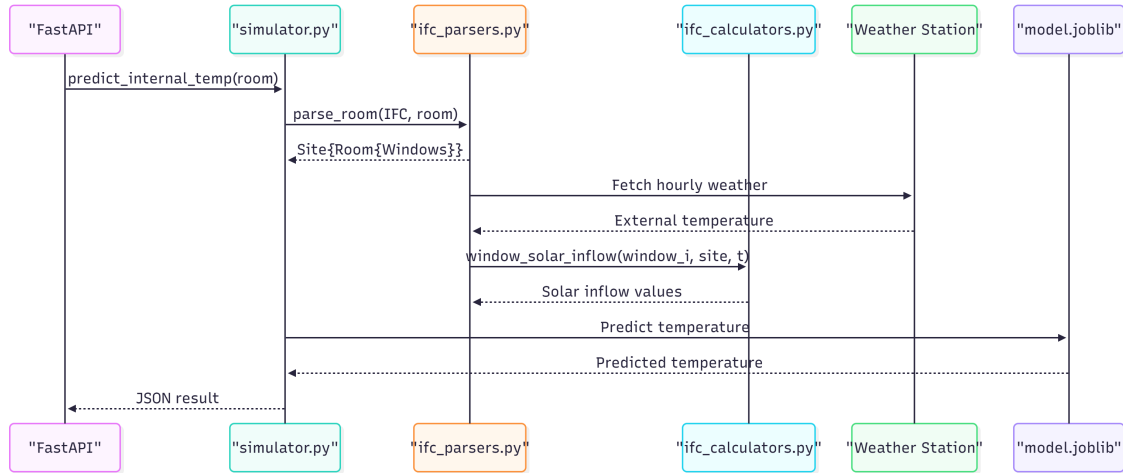 "FastAPI" "simulator.py" "ifc_parsers.py" "ifc_calculators.py" "Weather Station" "model.joblib"
predict_internal_temp(room)
parse_room(IFC, room)
Site{Room{Windows}}
Fetch hourly weather
External temperature
window_solar_inflow(window_i, site, t)
Solar inflow values
Predict temperature
Predicted temperature
JSON result
"FastAPI" "simulator.py" "ifc_parsers.py" "ifc_calculators.py" "Weather Station" "model.joblib"